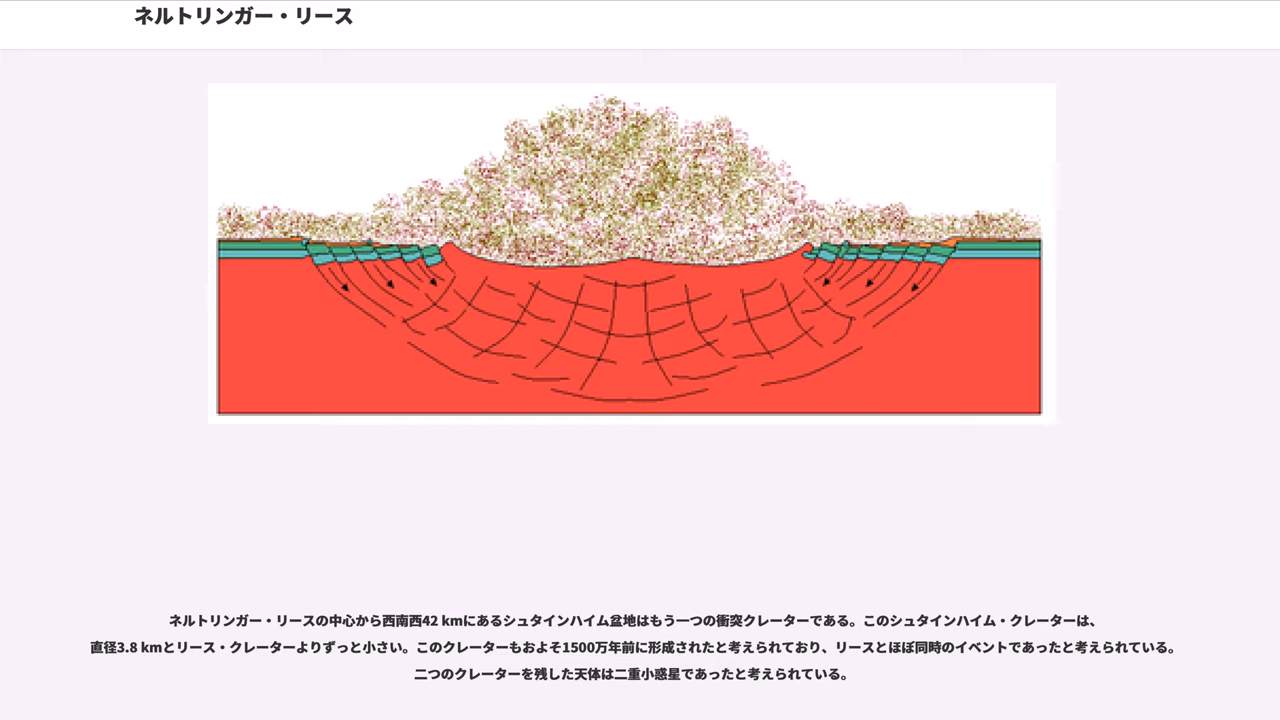 ネルトリンガー・リース
ネルトリンガー・リースの中心から西南西42 kmにあるシュタインハイム盆地はもう一つの衝突クレーターである。このシュタインハイム・クレーターは、
直径3.8 kmとリース・クレーターよりずっと小さい。このクレーターもおよそ1500万年前に形成されたと考えられており、リースとほぼ同時のイベントであったと考えられている。
二つのクレーターを残した天体は二重小惑星であったと考えられている。